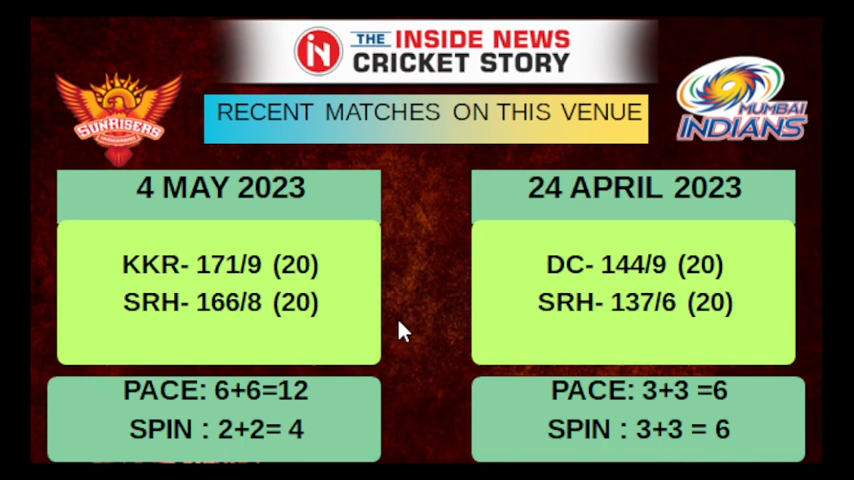 iN THE INSIDE NEWS
CRICKET STORY
SUNRISERS
MUMBAI
INDIANS
RECENT MATCHES ON THIS VENUE
4 MAY 2023
24 APRIL 2023
KKR- 171/9 (20)
SRH- 166/8 (20)
DC- 144/9 (20)
SRH- 137/6 (20)
PACE: 6+6=12
SPIN : 2+2= 4
PACE: 3+3 =6
SPIN : 3+3 = 6